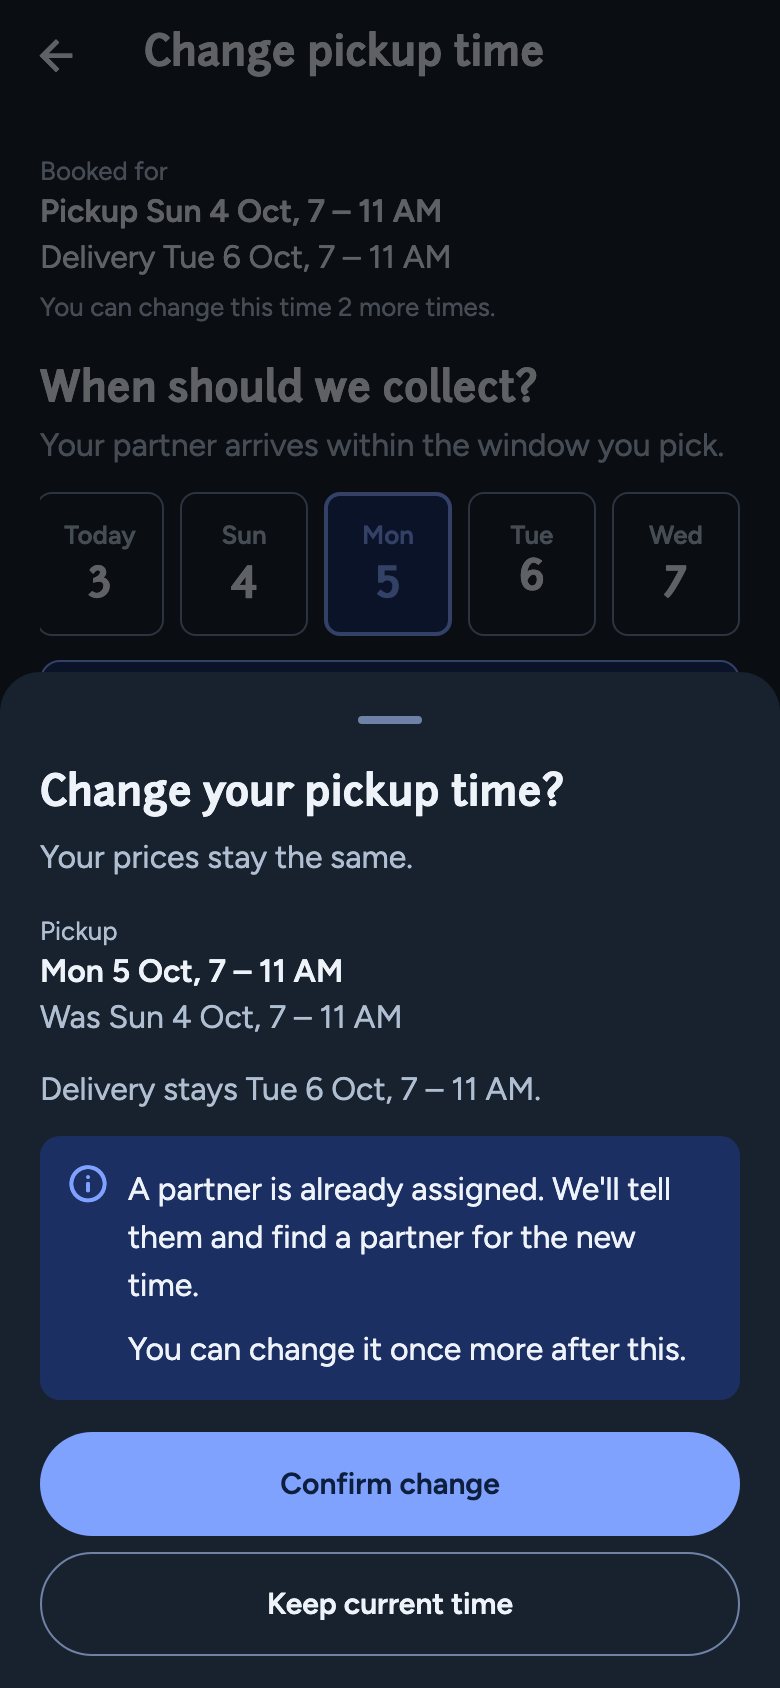 Change pickup time
Booked for
Pickup Sun 4 Oct, 7 – 11 AM
Delivery Tue 6 Oct, 7 – 11 AM
You can change this time 2 more times.
When should we collect?
Your partner arrives within the window you pick.
Today Sun Mon Tue Wed
3 4 5 6 7
Change your pickup time?
Your prices stay the same.
Pickup
Mon 5 Oct, 7 – 11 AM
Was Sun 4 Oct, 7 – 11 AM
Delivery stays Tue 6 Oct, 7 – 11 AM.
A partner is already assigned. We'll tell
them and find a partner for the new
time.
You can change it once more after this.
Confirm change
Keep current time